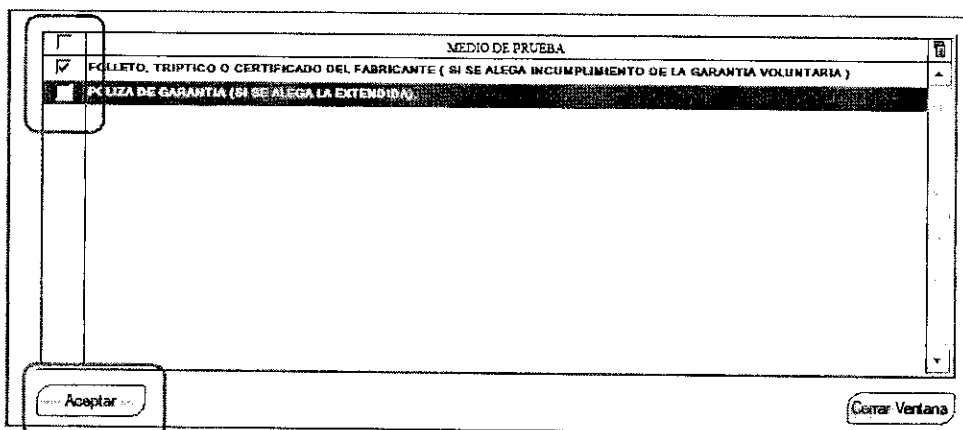 MEDIO DE PRUEBA
FOLLETO, TRIPTICO O CERTIFICADO DEL FABRICANTE ( SI SE ALEGA INCUMPLIMIENTO DE LA GARANTIA VOLUNTARIA )
POLIZA DE GARANTIA (SI SE ALEGA LA EXTENDIDA).
Aceptar
Cerrar Ventana